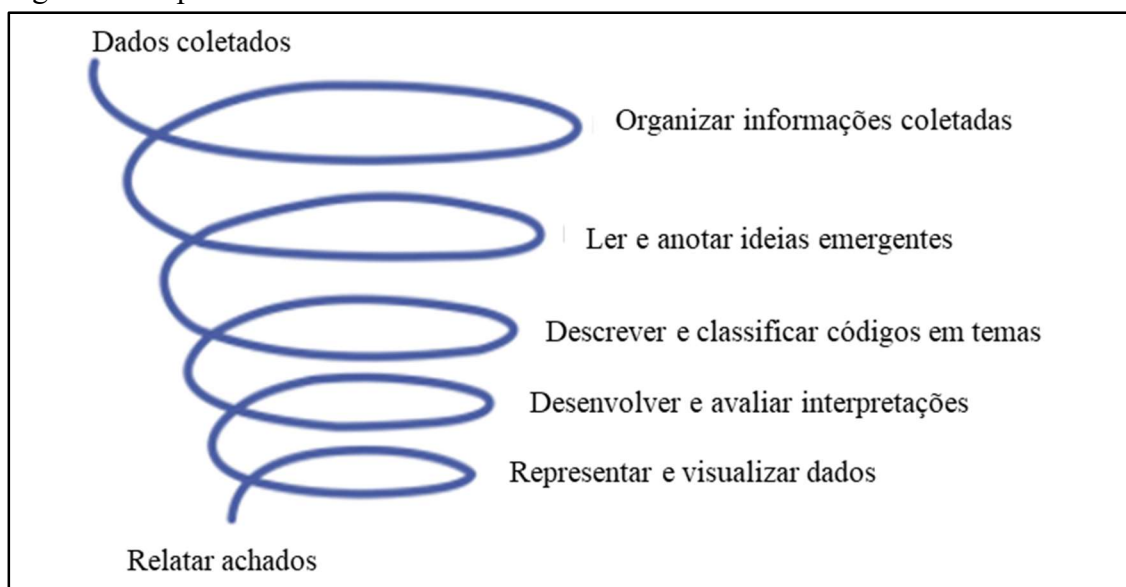 Dados coletados
Organizar informações coletadas
Ler e anotar ideias emergentes
Descrever e classificar códigos em temas
Desenvolver e avaliar interpretações
Representar e visualizar dados
Relatar achados